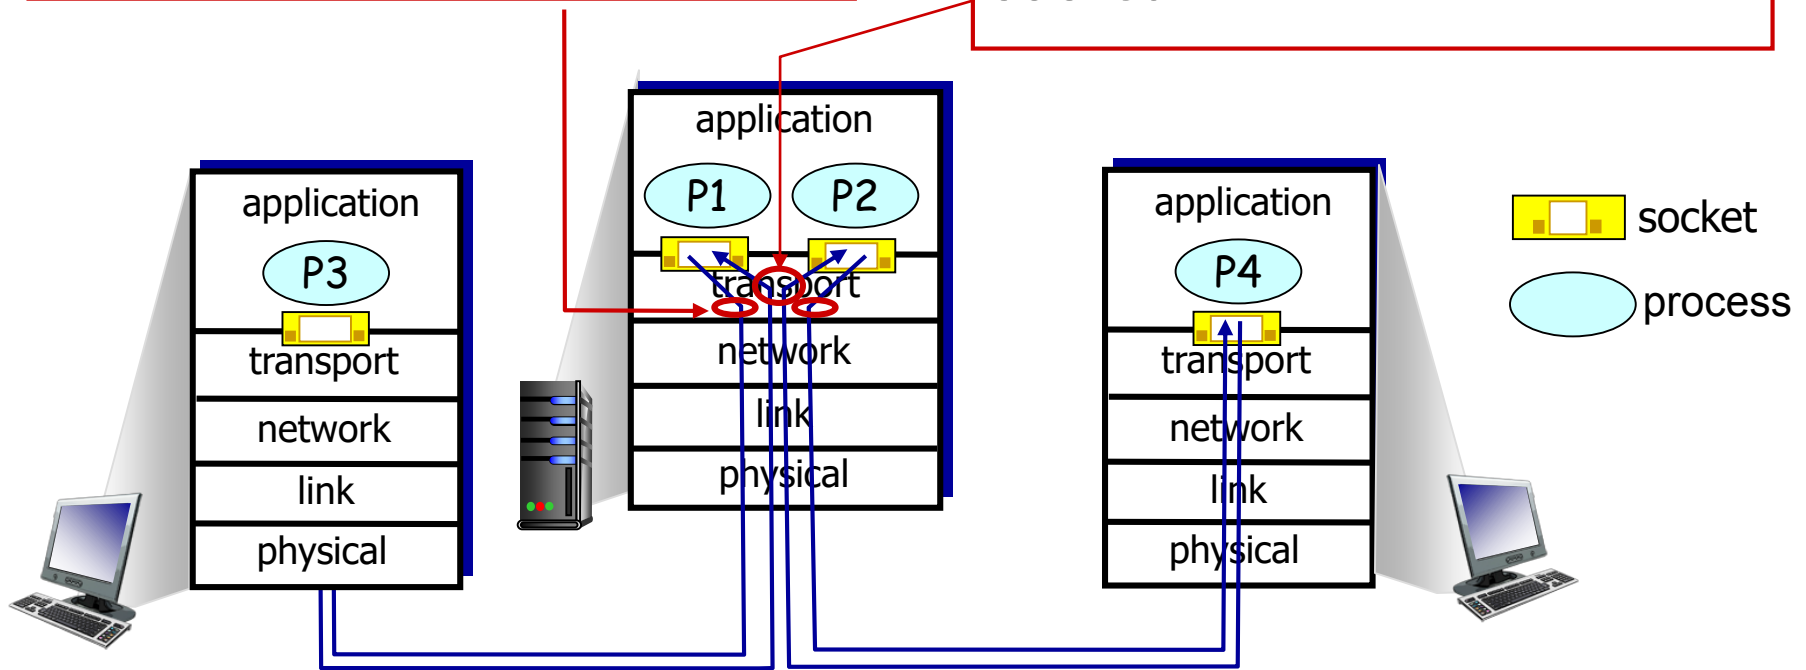 application
P1 P2
transport
network
link
physical
application
P3
transport
network
link
physical
application
P4
transport
network
link
physical
socket
process